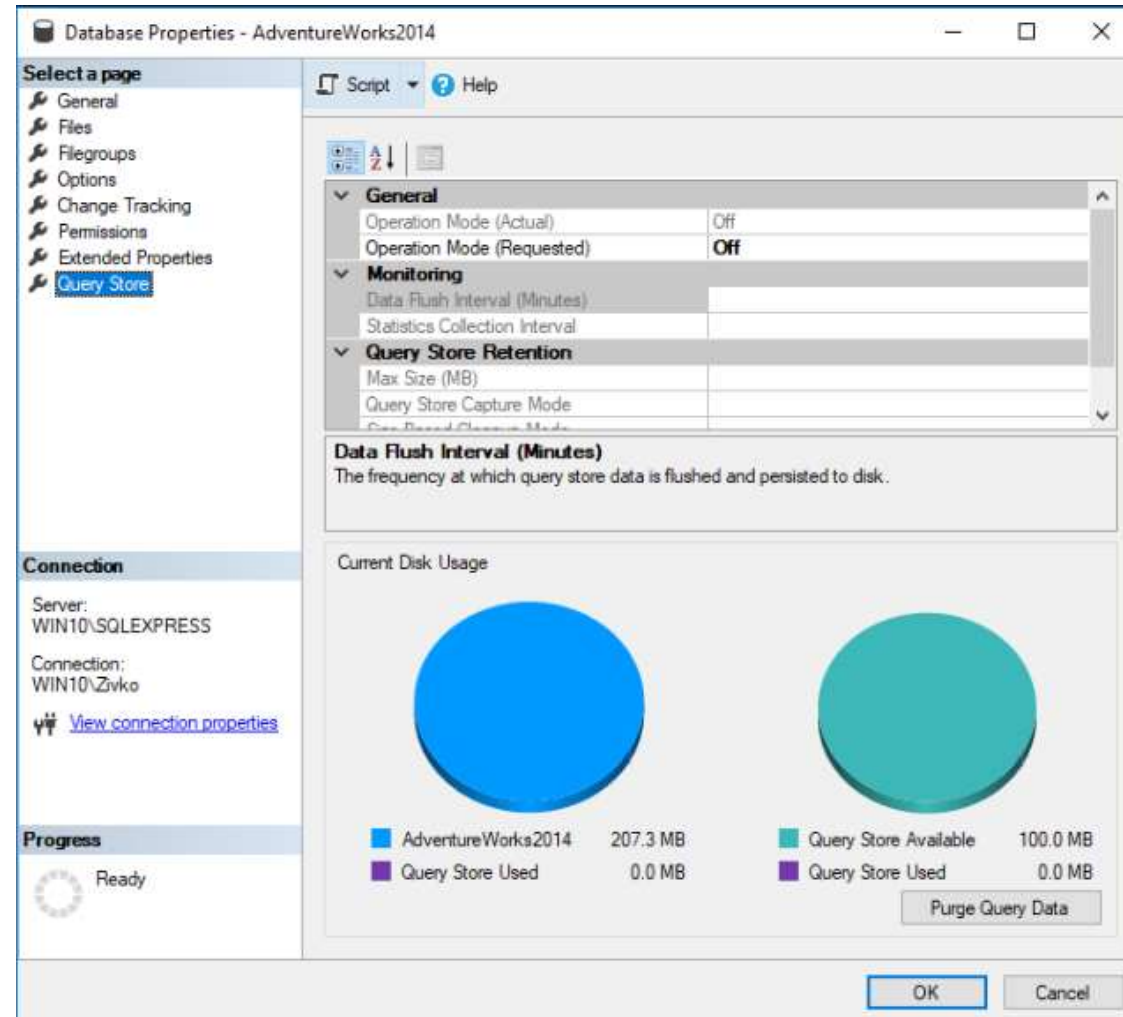 Database Properties - AdventureWorks2014
Select a page
General
Files
Filegroups
Options
Change Tracking
Permissions
Extended Properties
Query Store
Script
Help
General
Operation Mode (Actual) Off
Operation Mode (Requested) Off
Monitoring
Data Flush Interval (Minutes)
Statistics Collection Interval
Query Store Retention
Max Size (MB)
Query Store Capture Mode
Size Based Cleanup Mode
Data Flush Interval (Minutes)
The frequency at which query store data is flushed and persisted to disk.
Connection
Server:
WIN10\SQLEXPRESS
Connection:
WIN10\Zivko
View connection properties
Progress
Ready
Current Disk Usage
AdventureWorks2014 207.3 MB
Query Store Used 0.0 MB
Query Store Available 100.0 MB
Query Store Used 0.0 MB
Purge Query Data
OK
Cancel